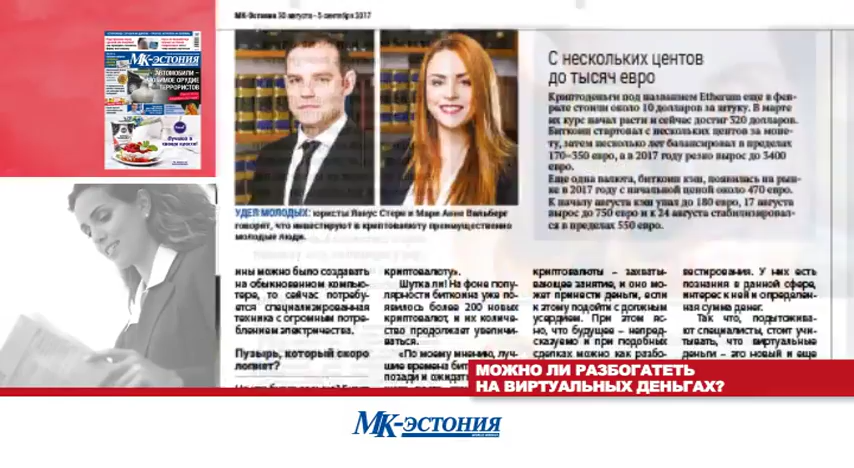 МК-Эстония 30 августа – 5 сентября 2017
МК-ЭСТОНИЯ
АВТОМОБИЛИ –
ЛЮБИМОЕ ОРУДИЕ
ТЕРРОРИСТОВ
С нескольких центов
до тысяч евро
Криптоденьги под названием Etherum еще в фев-
рале стоили около 10 долларов за штуку. В марте
их курс начал расти и сейчас достиг 320 долларов.
Биткоин стартовал с нескольких центов за моне-
ту, затем несколько лет балансировал в пределах
170–350 евро, а в 2017 году резко вырос до 3400
евро.
Еще одна валюта, биткоин кэш, появилась на рын-
ке в 2017 году с начальной ценой около 470 евро.
К началу августа кэш упал до 180 евро, 17 августа
вырос до 750 евро и к 24 августа стабилизировал-
ся в пределах 550 евро.
УДЕЛ МОЛОДЫХ: юристы Яанус Стерн и Мари Анне Вальберг
говорят, что инвестируют в криптовалюту преимущественно
молодые люди.
ины можно было создавать
на обыкновенном компью-
тере, то сейчас потребу-
ется специализированная
техника с огромным потреб-
блением электричества.
Пузырь, который скоро
лопнет?
криптовалюту».
Шутка ли! На фоне попу-
лярности биткоина уже по-
явилось более 200 новых
криптовалют, и их количе-
ство продолжает увеличи-
ваться.
«По моему мнению, луч-
шие времена бит
позади и ожидат
криптовалюты – захваты-
вающее занятие, и оно мо-
жет принести деньги, если
к этому подойти с должным
усердием. При этом яс-
но, что будущее – непред-
сказуемо и при подобных
сделках можно как разбо-
вестирования. У них есть
познания в данной сфере,
интерес к ней и определен-
ная сумма денег.
Так что, подытожива-
ют специалисты, стоит учи-
тывать, что виртуальные
деньги – это новый и еще
МОЖНО ЛИ РАЗБОГАТЕТЬ
НА ВИРТУАЛЬНЫХ ДЕНЬГАХ?
МК-ЭСТОНИЯ